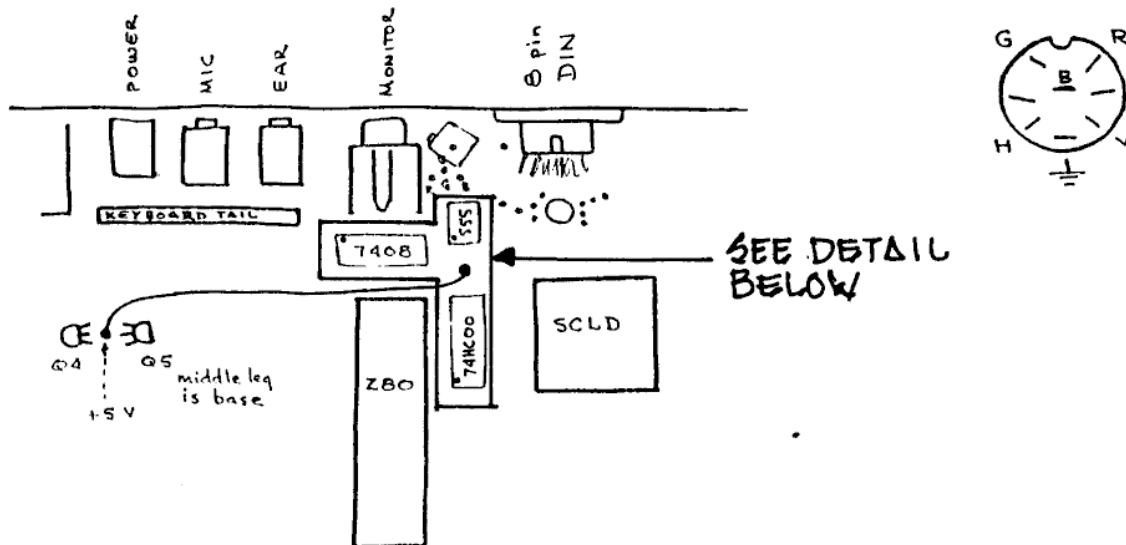 POWER
MIC
EAR
MONITOR
8 pin
DIN
G
R
B
H
V
KEYBOARD TAIL
555
7408
SEE DETAIL
BELOW
SCLD
74HC00
Z80
Q4
Q5
middle leg
is base
+5 V